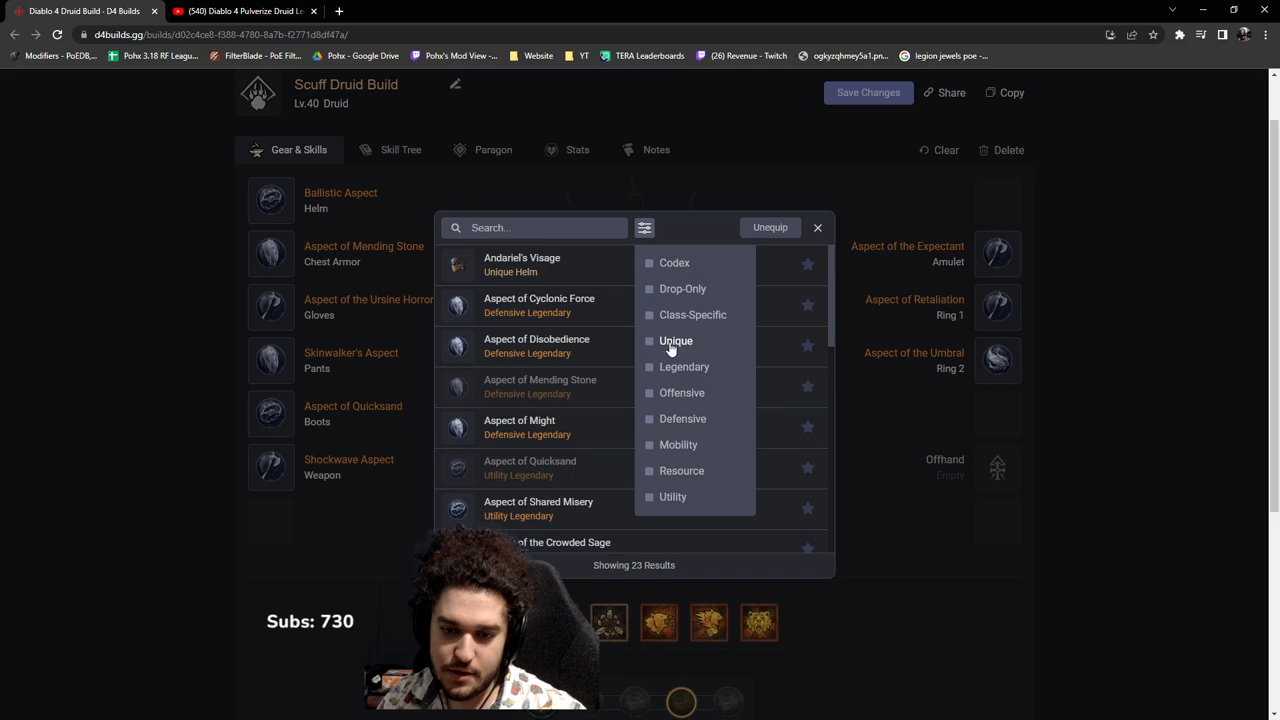 Diablo 4 Druid Build - D4 Builds
(540) Diablo 4 Pulverize Druid Le
d4builds.gg/builds/d02c4ce8-f388-4780-8a7b-f2771d8df47a/
Modifiers - PoEDB,...
Pohx 3.18 RF Leagu...
FilterBlade - PoE Ch...
Pohx - Google Drive
Pohx's Mod View -...
Website
YT
TERA Leaderboards
(26) Revenue - Twitch
ogkyzqhmey5a1.pn...
legion jewels poe -...
Scuff Druid Build
Lv.40 Druid
Save Changes
Share
Copy
Gear & Skills
Skill Tree
Paragon
Stats
Notes
Clear
Delete
Ballistic Aspect
Helm
Aspect of Mending Stone
Chest Armor
Aspect of the Ursine Horror
Gloves
Skinwalker's Aspect
Pants
Aspect of Quicksand
Boots
Shockwave Aspect
Weapon
Search...
Unequip
Andariel's Visage
Unique Helm
Aspect of Cyclonic Force
Defensive Legendary
Aspect of Disobedience
Defensive Legendary
Aspect of Mending Stone
Defensive Legendary
Aspect of Might
Defensive Legendary
Aspect of Quicksand
Utility Legendary
Aspect of Shared Misery
Utility Legendary
of the Crowded Sage
Showing 23 Results
Codex
Drop-Only
Class-Specific
Unique
Legendary
Offensive
Defensive
Mobility
Resource
Utility
Aspect of the Expectant
Amulet
Aspect of Retaliation
Ring 1
Aspect of the Umbral
Ring 2
Offhand
Empty
Subs: 730